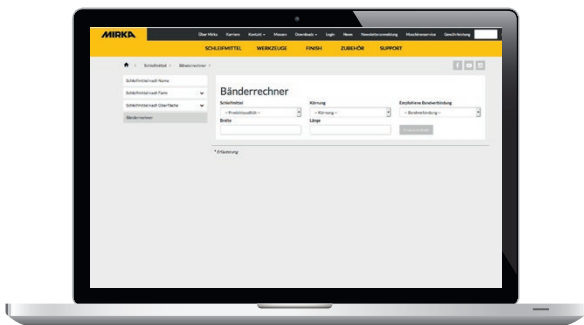 MIRKA
Über Mirka Karriere Kontakt Messen Downloads Login News Newsletteranmeldung Maschinenservice Gewährleistung
SCHLEIFMITTEL WERKZEUGE FINISH ZUBEHÖR SUPPORT
Schleifmittel Bänderrechner
Schleifmittel nach Name
Schleifmittel nach Form
Schleifmittel nach Oberfläche
Bänderrechner
Bänderrechner
Schleifmittel Körnung Empfohlene Bandverbindung
- Produktqualität - - Körnung - - Bandverbindung -
Breite Länge
* Erläuterung